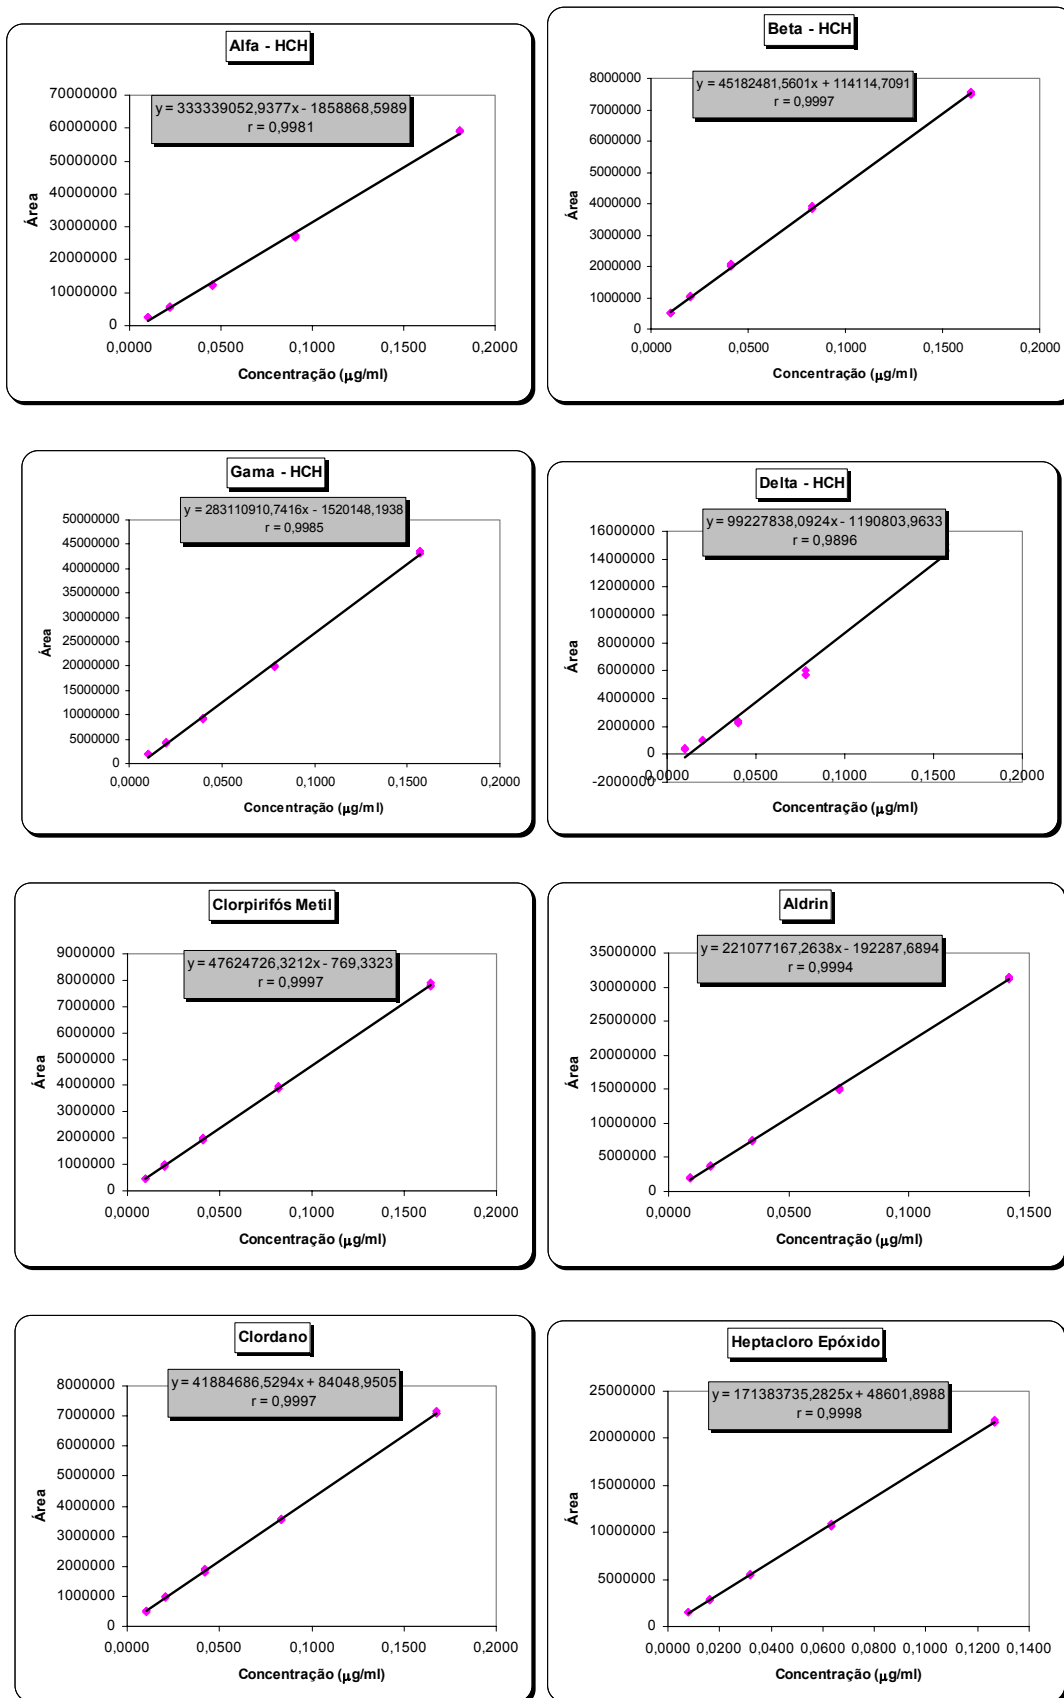 Alfa - HCH
y = 333339052,9377x - 1858868,5989
r = 0,9981
70000000
60000000
50000000
40000000
30000000
20000000
10000000
0
Área
0,0000 0,0500 0,1000 0,1500 0,2000
Concentração (µg/ml)
Beta - HCH
y = 45182481,5601x + 114114,7091
r = 0,9997
8000000
7000000
6000000
5000000
4000000
3000000
2000000
1000000
0
Área
0,0000 0,0500 0,1000 0,1500 0,2000
Concentração (µg/ml)
Gama - HCH
y = 283110910,7416x - 1520148,1938
r = 0,9985
50000000
45000000
40000000
35000000
30000000
25000000
20000000
15000000
10000000
5000000
0
Área
0,0000 0,0500 0,1000 0,1500 0,2000
Concentração (µg/ml)
Delta - HCH
y = 99227838,0924x - 1190803,9633
r = 0,9896
16000000
14000000
12000000
10000000
8000000
6000000
4000000
2000000
0
-2000000
Área
0,0000 0,0500 0,1000 0,1500 0,2000
Concentração (µg/ml)
Clorpirifós Metil
y = 47624726,3212x - 769,3323
r = 0,9997
9000000
8000000
7000000
6000000
5000000
4000000
3000000
2000000
1000000
0
Área
0,0000 0,0500 0,1000 0,1500 0,2000
Concentração (µg/ml)
Aldrin
y = 221077167,2638x - 192287,6894
r = 0,9994
35000000
30000000
25000000
20000000
15000000
10000000
5000000
0
Área
0,0000 0,0500 0,1000 0,1500
Concentração (µg/ml)
Clordano
y = 41884686,5294x + 84048,9505
r = 0,9997
8000000
7000000
6000000
5000000
4000000
3000000
2000000
1000000
0
Área
0,0000 0,0500 0,1000 0,1500 0,2000
Concentração (µg/ml)
Heptacloro Epóxido
y = 171383735,2825x + 48601,8988
r = 0,9998
25000000
20000000
15000000
10000000
5000000
0
Área
0,0000 0,0200 0,0400 0,0600 0,0800 0,1000 0,1200 0,1400
Concentração (µg/ml)